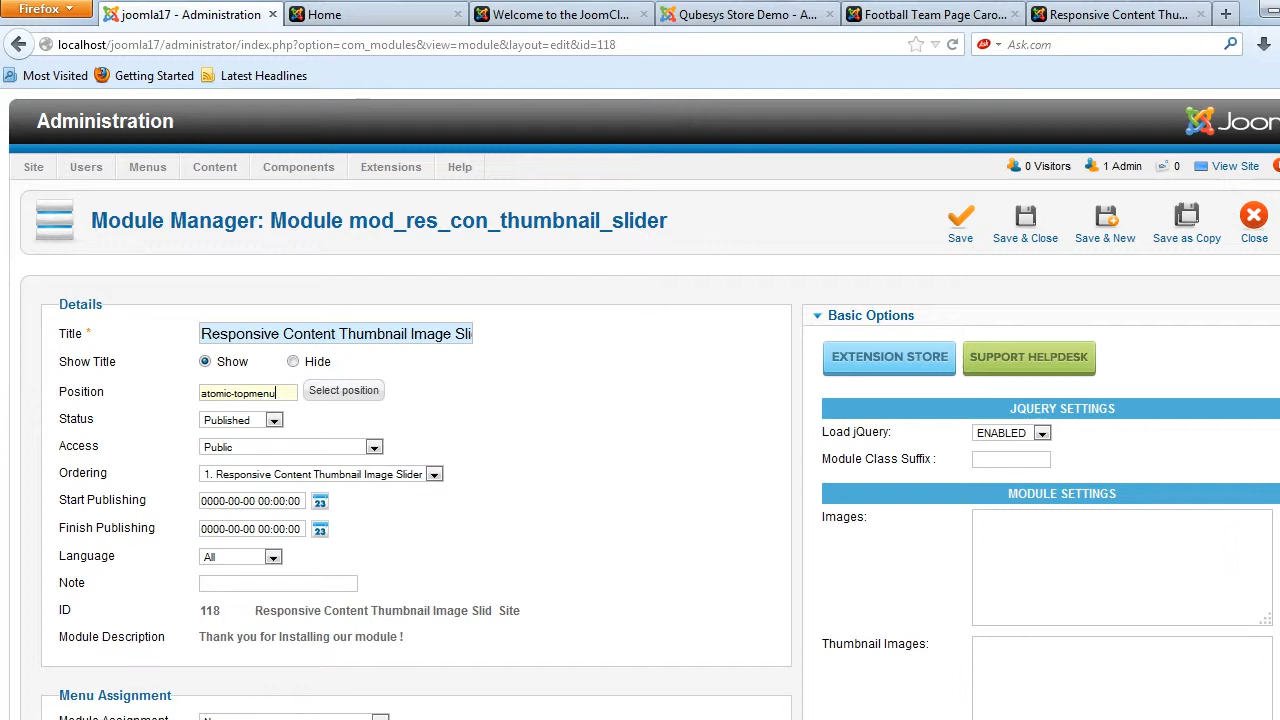 Firefox
joomla17 - Administration
Home
Welcome to the JoomCl...
Qubesys Store Demo - A...
Football Team Page Caro...
Responsive Content Thu...
localhost/joomla17/administrator/index.php?option=com_modules&view=module&layout=edit&id=118
Ask.com
Most Visited
Getting Started
Latest Headlines
Administration
Joom
Site
Users
Menus
Content
Components
Extensions
Help
0 Visitors
1 Admin
0
View Site
Module Manager: Module mod_res_con_thumbnail_slider
Save
Save & Close
Save & New
Save as Copy
Close
Details
Title *
Responsive Content Thumbnail Image Sli
Show Title
Show
Hide
Position
atomic-topmenu
Select position
Status
Published
Access
Public
Ordering
1. Responsive Content Thumbnail Image Slider
Start Publishing
0000-00-00 00:00:00
23
Finish Publishing
0000-00-00 00:00:00
23
Language
All
Note
ID
118
Responsive Content Thumbnail Image Slid
Site
Module Description
Thank you for Installing our module !
Menu Assignment
Module Assignment
Basic Options
EXTENSION STORE
SUPPORT HELPDESK
JQUERY SETTINGS
Load jQuery:
ENABLED
Module Class Suffix :
MODULE SETTINGS
Images:
Thumbnail Images: